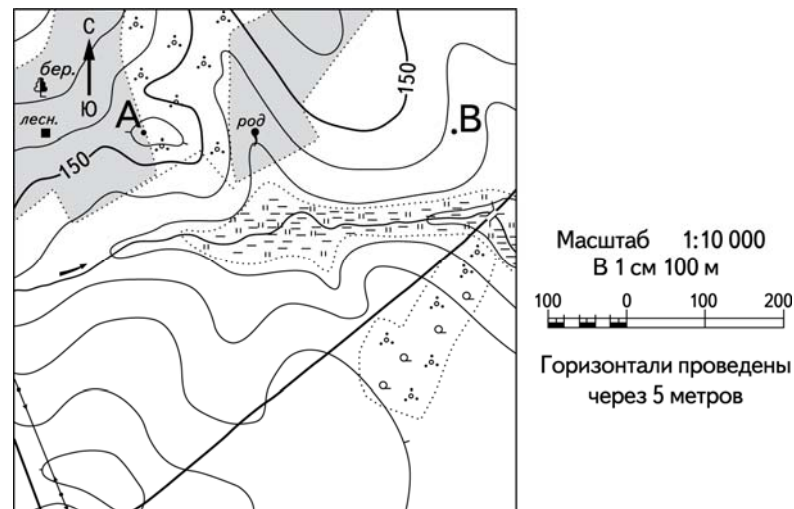 С
бер.
Ю
лесн.
А
род
В
150
150
Масштаб 1:10 000
В 1 см 100 м
100 0 100 200
Горизонтали проведены
через 5 метров